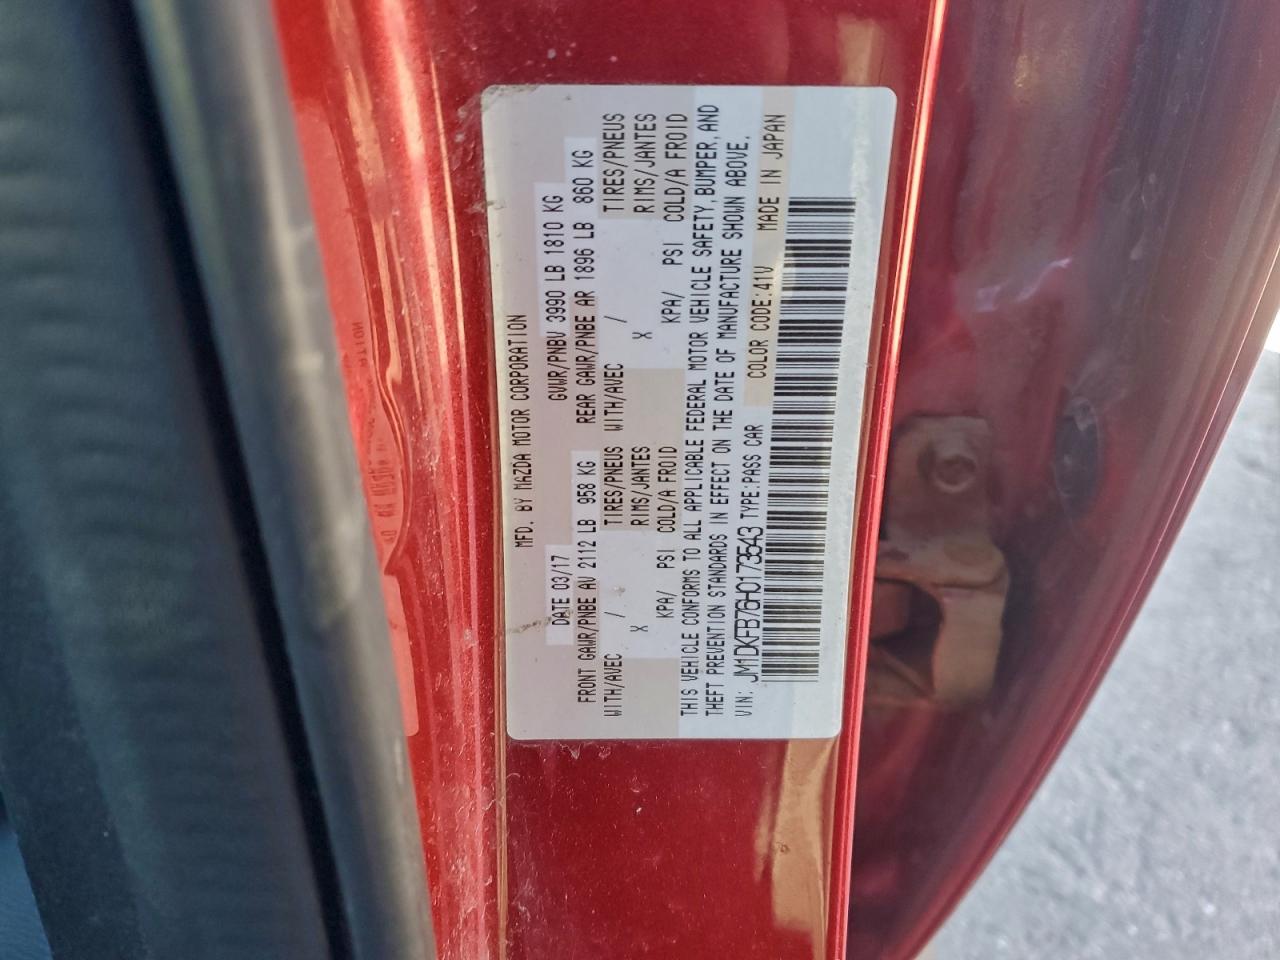 MFD. BY MAZDA MOTOR CORPORATION
DATE 03/17 GVWR/PNBV 3990 LB 1810 KG
FRONT GAWR/PNBE AV 2112 LB 958 KG REAR GAWR/PNBE AR 1896 LB 860 KG
WITH/AVEC / TIRES/PNEUS WITH/AVEC / TIRES/PNEUS
X RIMS/JANTES X RIMS/JANTES
KPA/ PSI COLD/A FROID KPA/ PSI COLD/A FROID
THIS VEHICLE CONFORMS TO ALL APPLICABLE FEDERAL MOTOR VEHICLE SAFETY, BUMPER, AND
THEFT PREVENTION STANDARDS IN EFFECT ON THE DATE OF MANUFACTURE SHOWN ABOVE.
VIN: JM1DKFB76H0173543 TYPE:PASS CAR COLOR CODE:41V MADE IN JAPAN